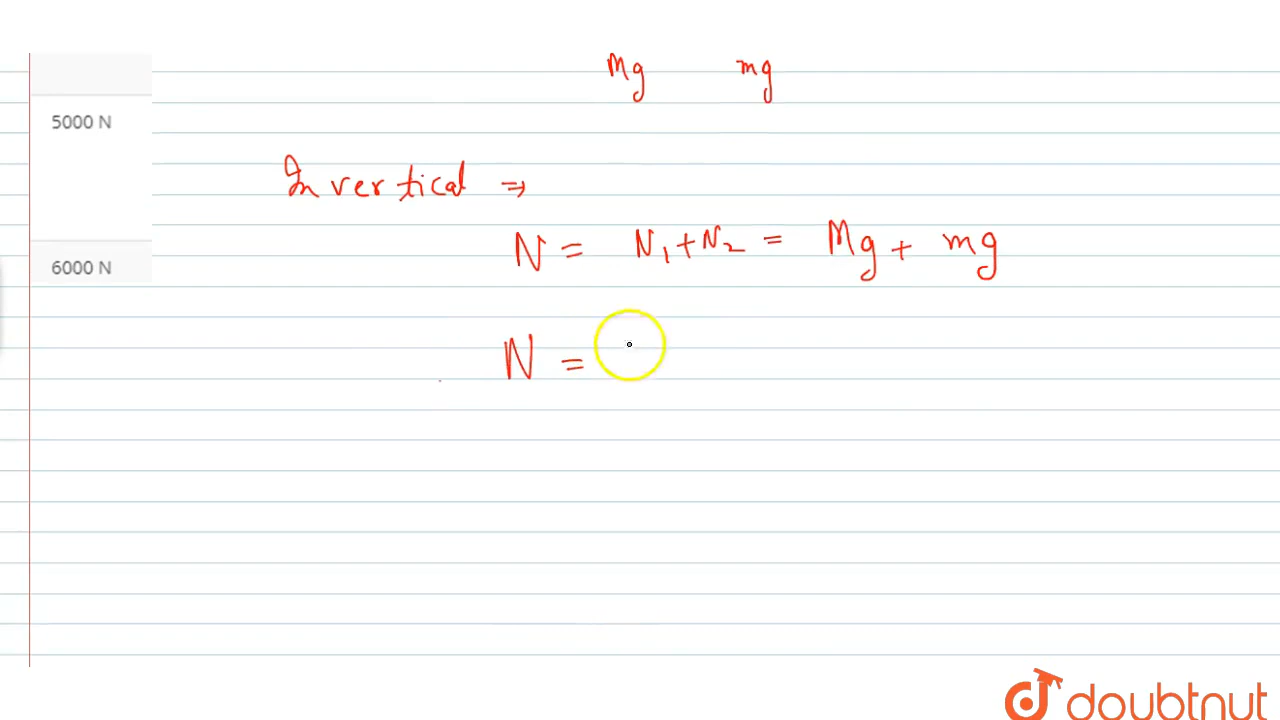 Mg mg
5000 N
In vertical ⇒
N = N₁ + N₂ = Mg + mg
6000 N
N =
doubtnut